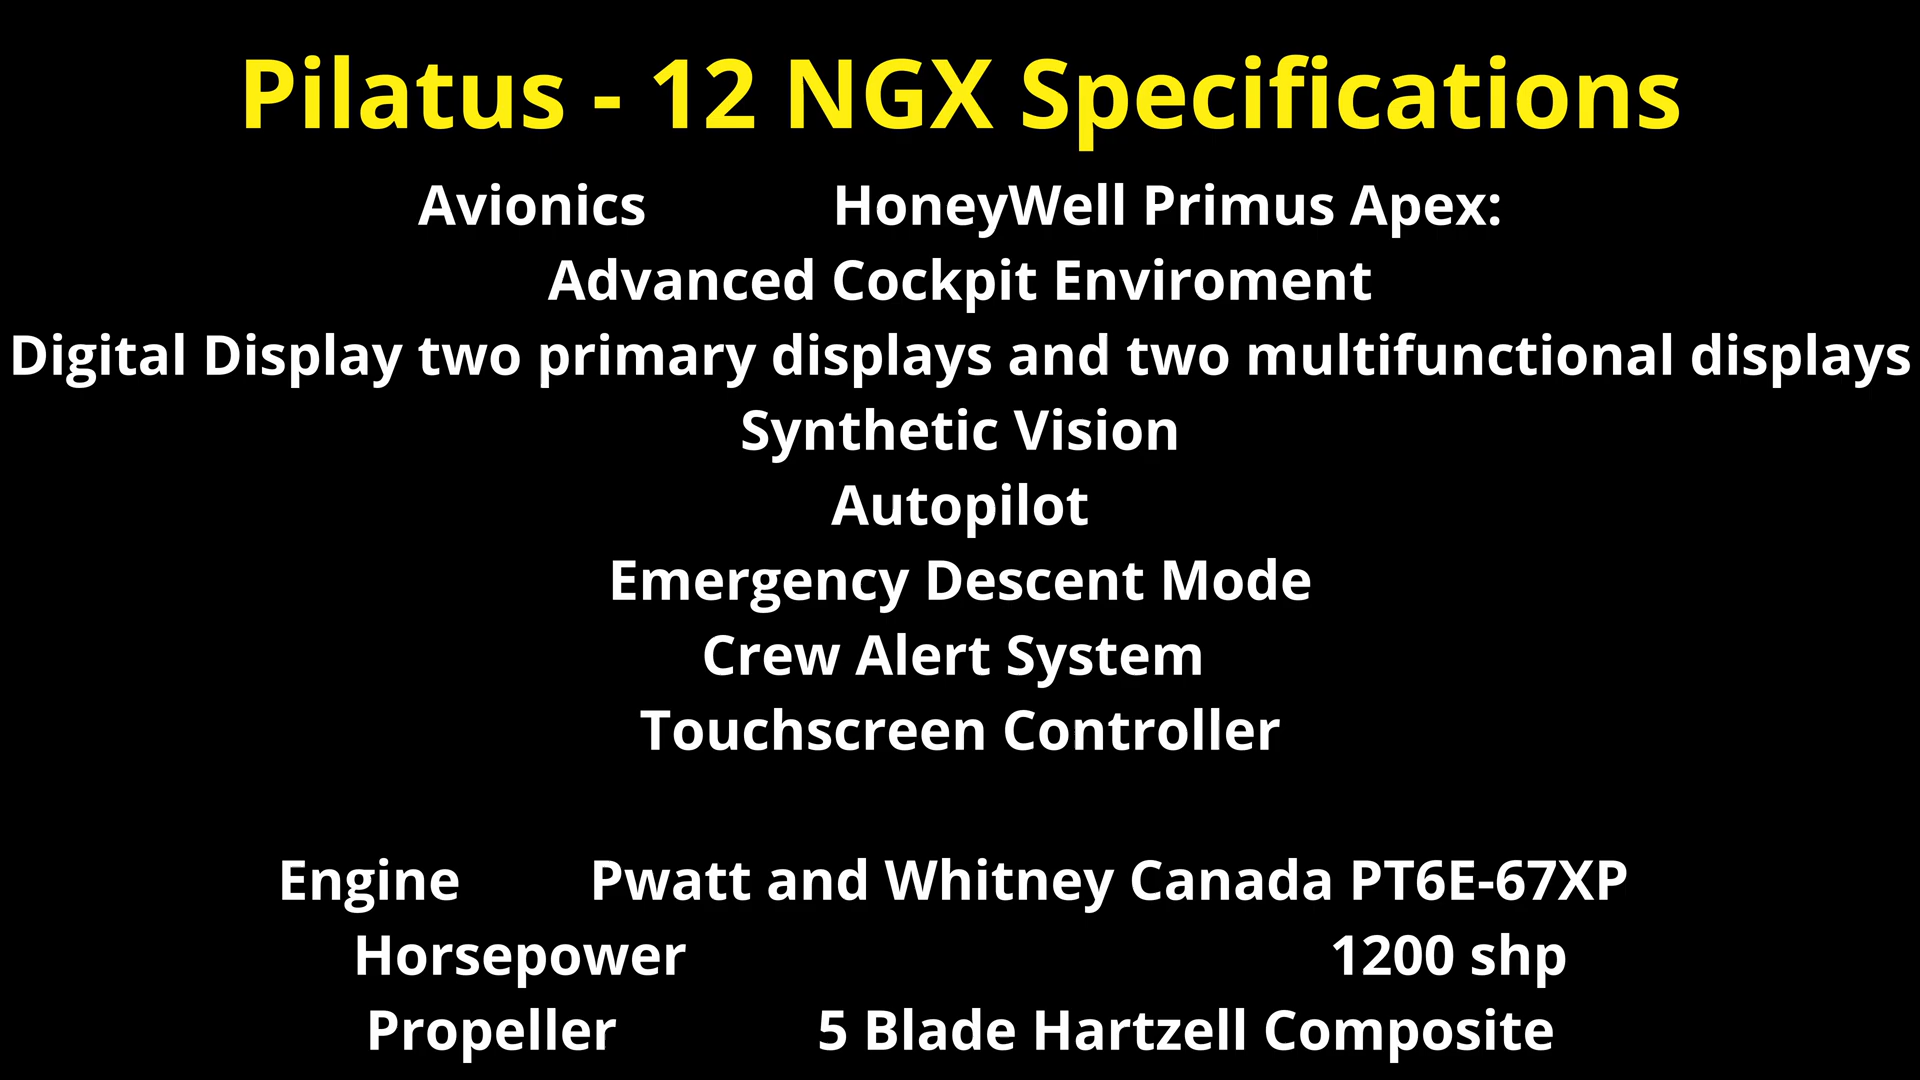 Pilatus - 12 NGX Specifications
Avionics HoneyWell Primus Apex:
Advanced Cockpit Enviroment
Digital Display two primary displays and two multifunctional displays
Synthetic Vision
Autopilot
Emergency Descent Mode
Crew Alert System
Touchscreen Controller
Engine Pwatt and Whitney Canada PT6E-67XP
Horsepower 1200 shp
Propeller 5 Blade Hartzell Composite